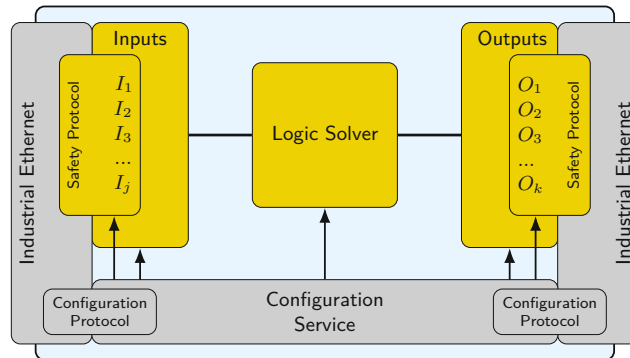 Industrial Ethernet
Inputs
Safety Protocol
I1
I2
I3
...
Ij
Logic Solver
Outputs
O1
O2
O3
...
Ok
Safety Protocol
Industrial Ethernet
Configuration
Protocol
Configuration
Service
Configuration
Protocol